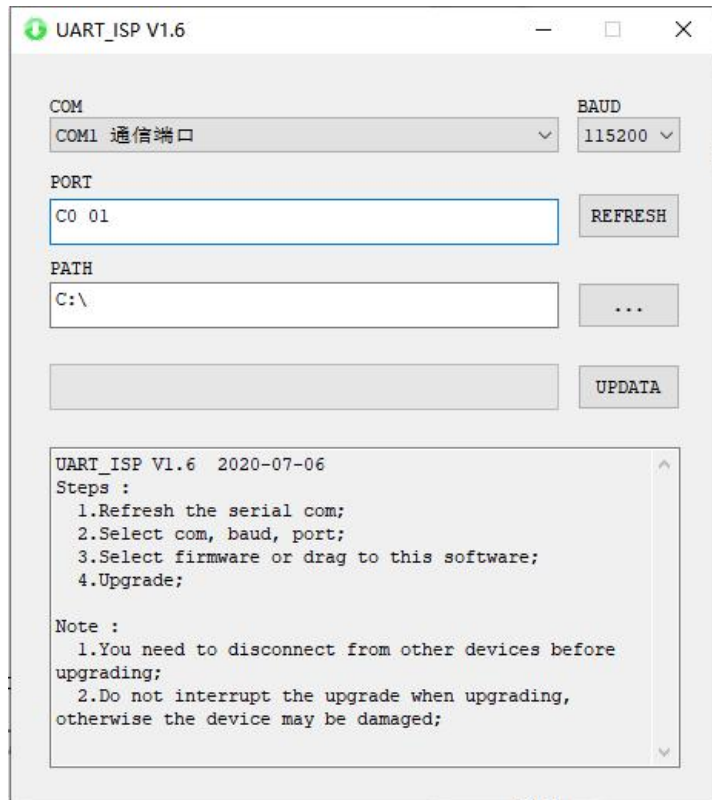 UART_ISP V1.6
COM
BAUD
COM1 通信端口
115200
PORT
C0 01
REFRESH
PATH
C:\
...
UPDATA
UART_ISP V1.6  2020-07-06
Steps :
  1.Refresh the serial com;
  2.Select com, baud, port;
  3.Select firmware or drag to this software;
  4.Upgrade;
Note :
  1.You need to disconnect from other devices before
upgrading;
  2.Do not interrupt the upgrade when upgrading,
otherwise the device may be damaged;